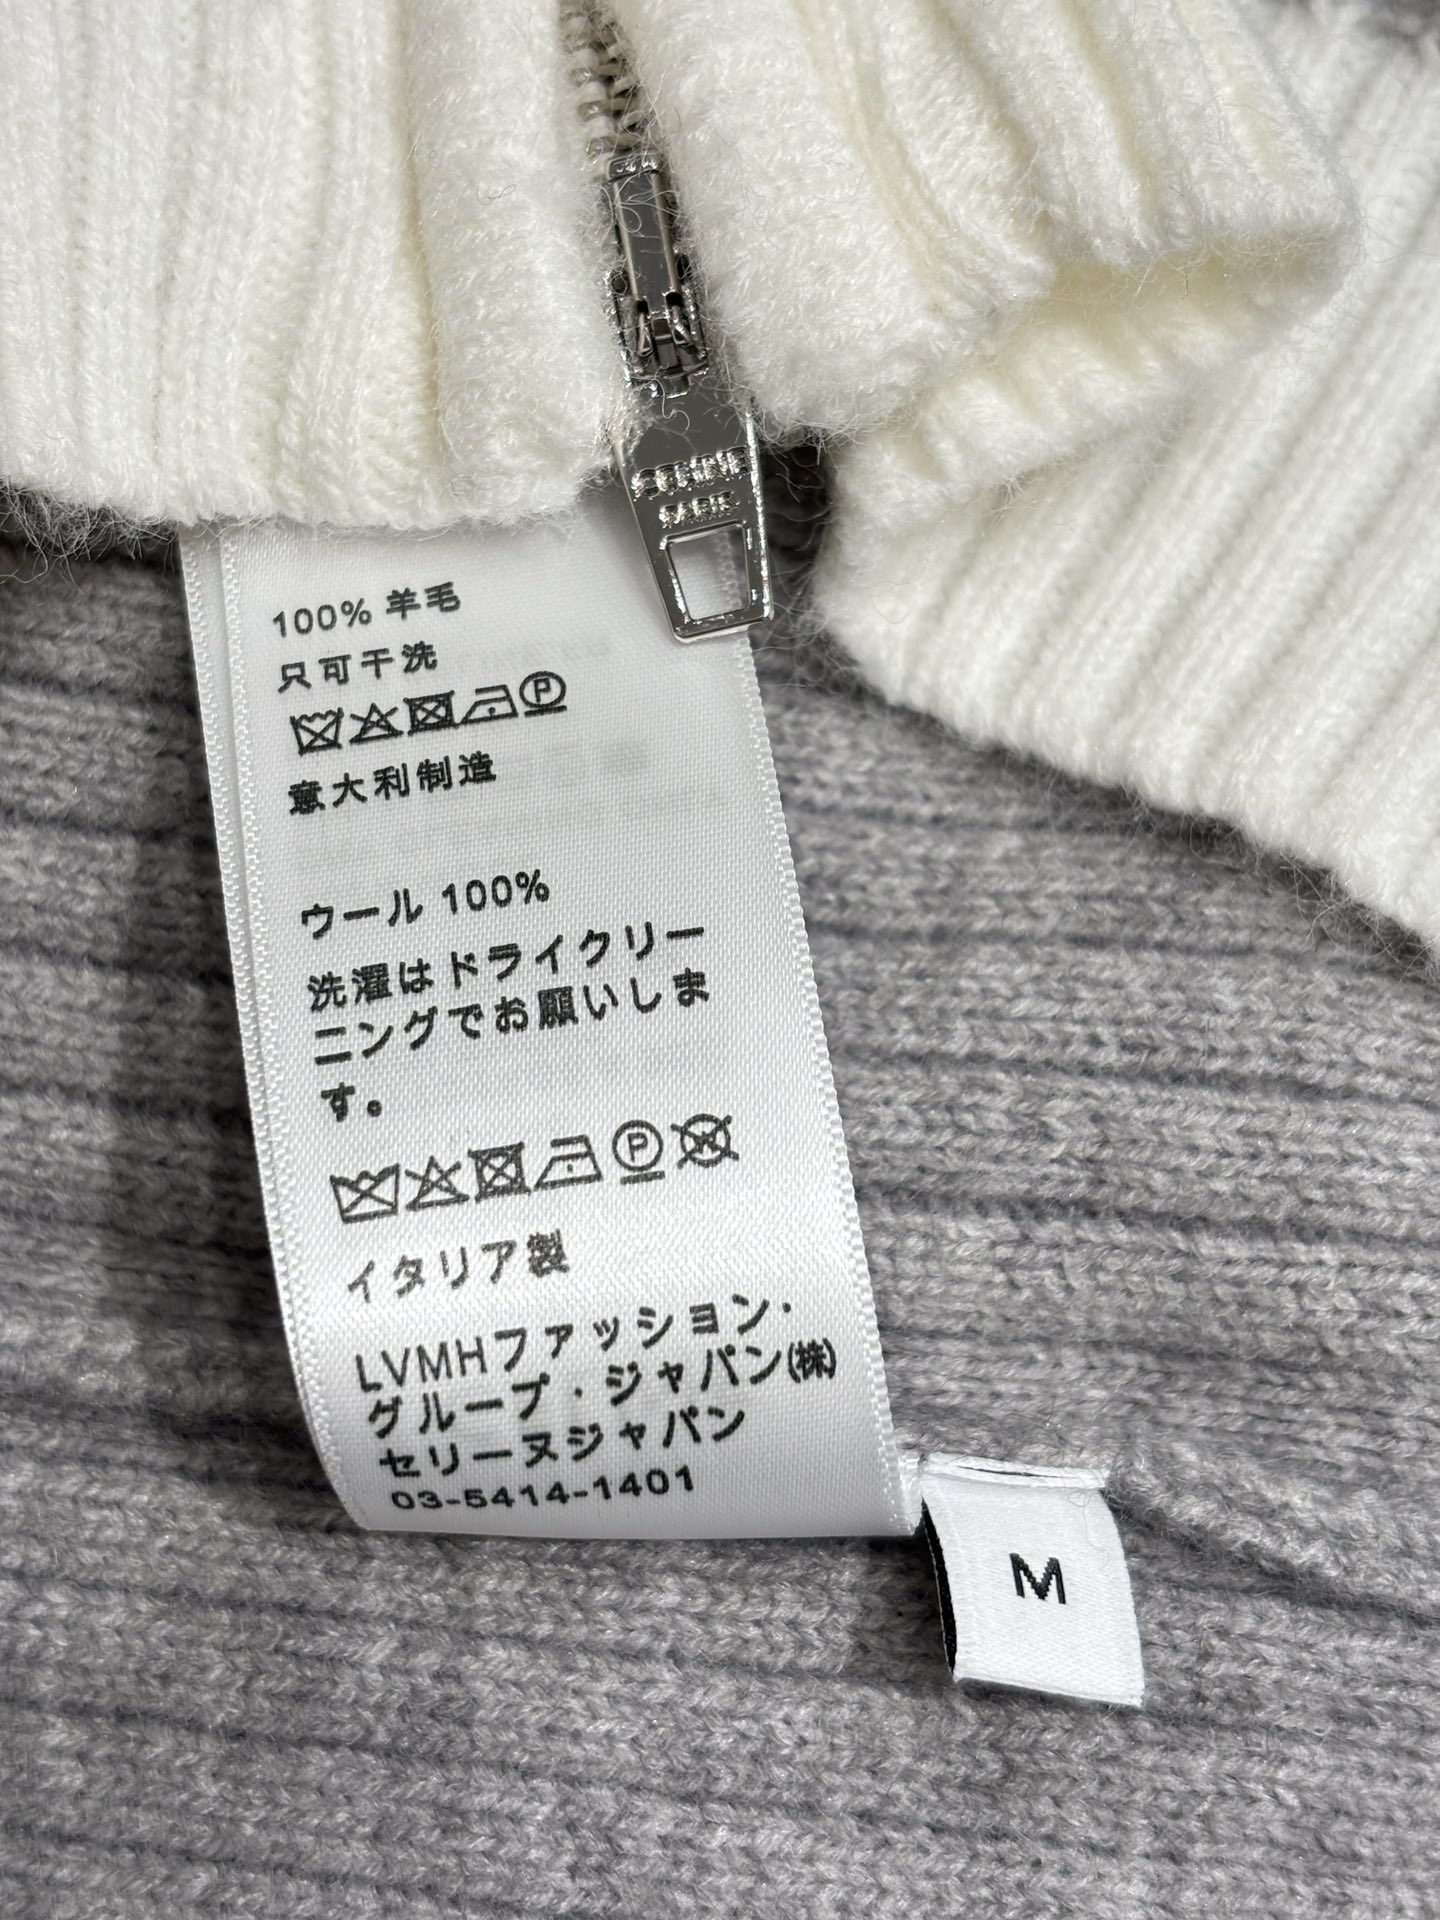 CELINE
PARIS
100% 羊毛
只可干洗
P
意大利制造
ウール 100%
洗濯はドライクリー
ニングでお願いしま
す。
P W
イタリア製
LVMHファッション・
グループ・ジャパン(株)
セリーヌジャパン
03-5414-1401
M